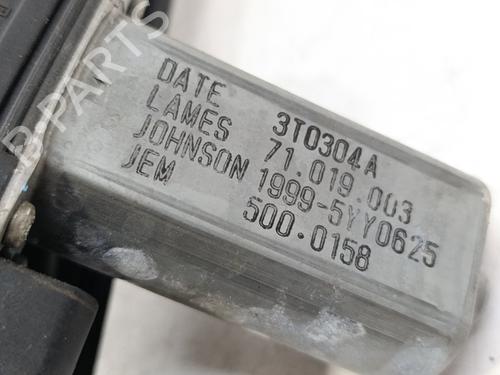 B-PARTS
DATE 3T0304A
LAMES 71.019.003
JOHNSON 1999-5YY0625
JEM 500.0158